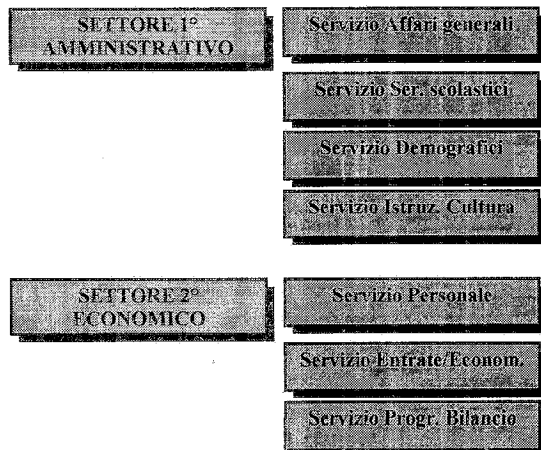 SETTORE 1°
AMMINISTRATIVO
Servizio Affari generali
Servizio Ser. scolastici
Servizio Demografici
Servizio Istruz. Cultura
SETTORE 2°
ECONOMICO
Servizio Personale
Servizio Entrate/Econom.
Servizio Progr. Bilancio